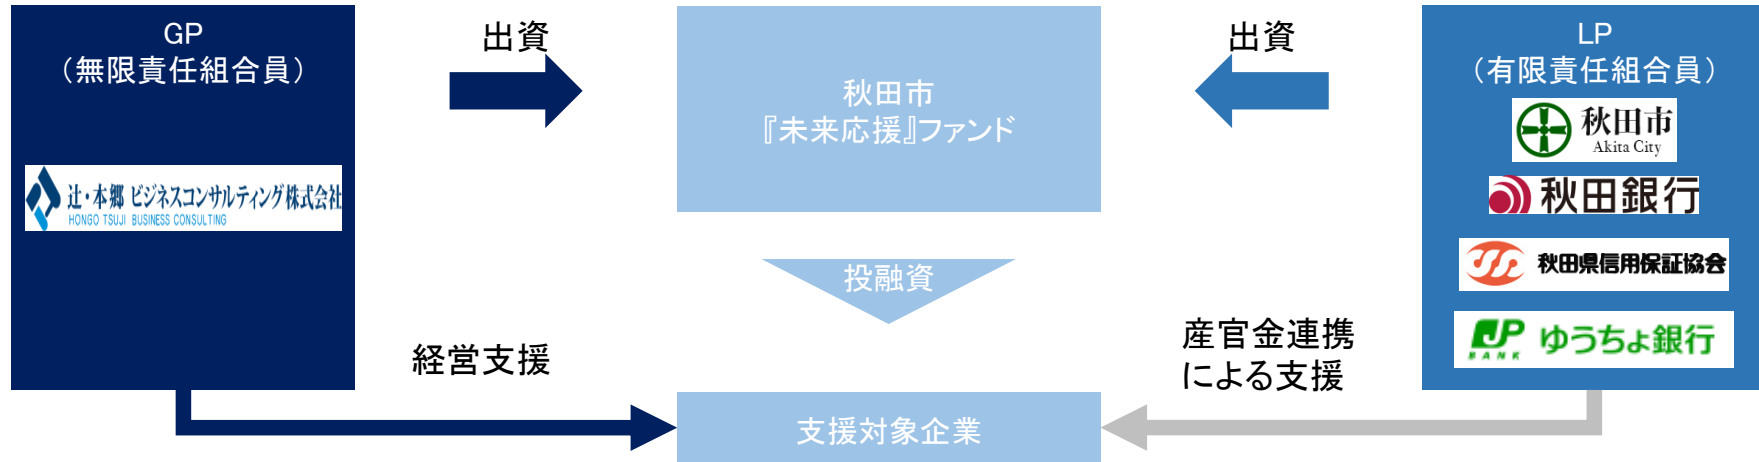 GP
（無限責任組合員）
辻・本郷 ビジネスコンサルティング株式会社
HONGO TSUJI BUSINESS CONSULTING
出資
秋田市
『未来応援』ファンド
出資
LP
（有限責任組合員）
秋田市
Akita City
秋田銀行
秋田県信用保証協会
JP
BANK
ゆうちょ銀行
投融資
経営支援
産官金連携
による支援
支援対象企業